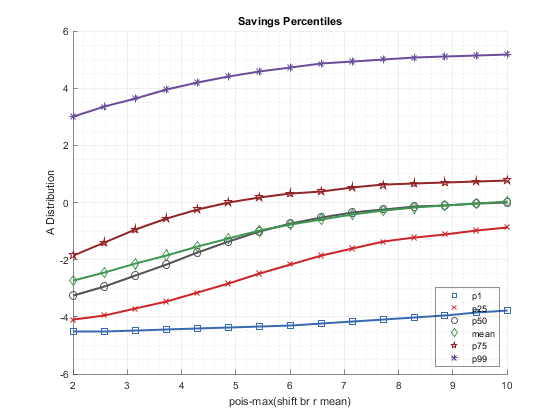 Savings Percentiles
6
4
2
0
-2
-4
-6
A Distribution
p1
p25
p50
mean
p75
p99
2 3 4 5 6 7 8 9 10
pois-max(shift br r mean)